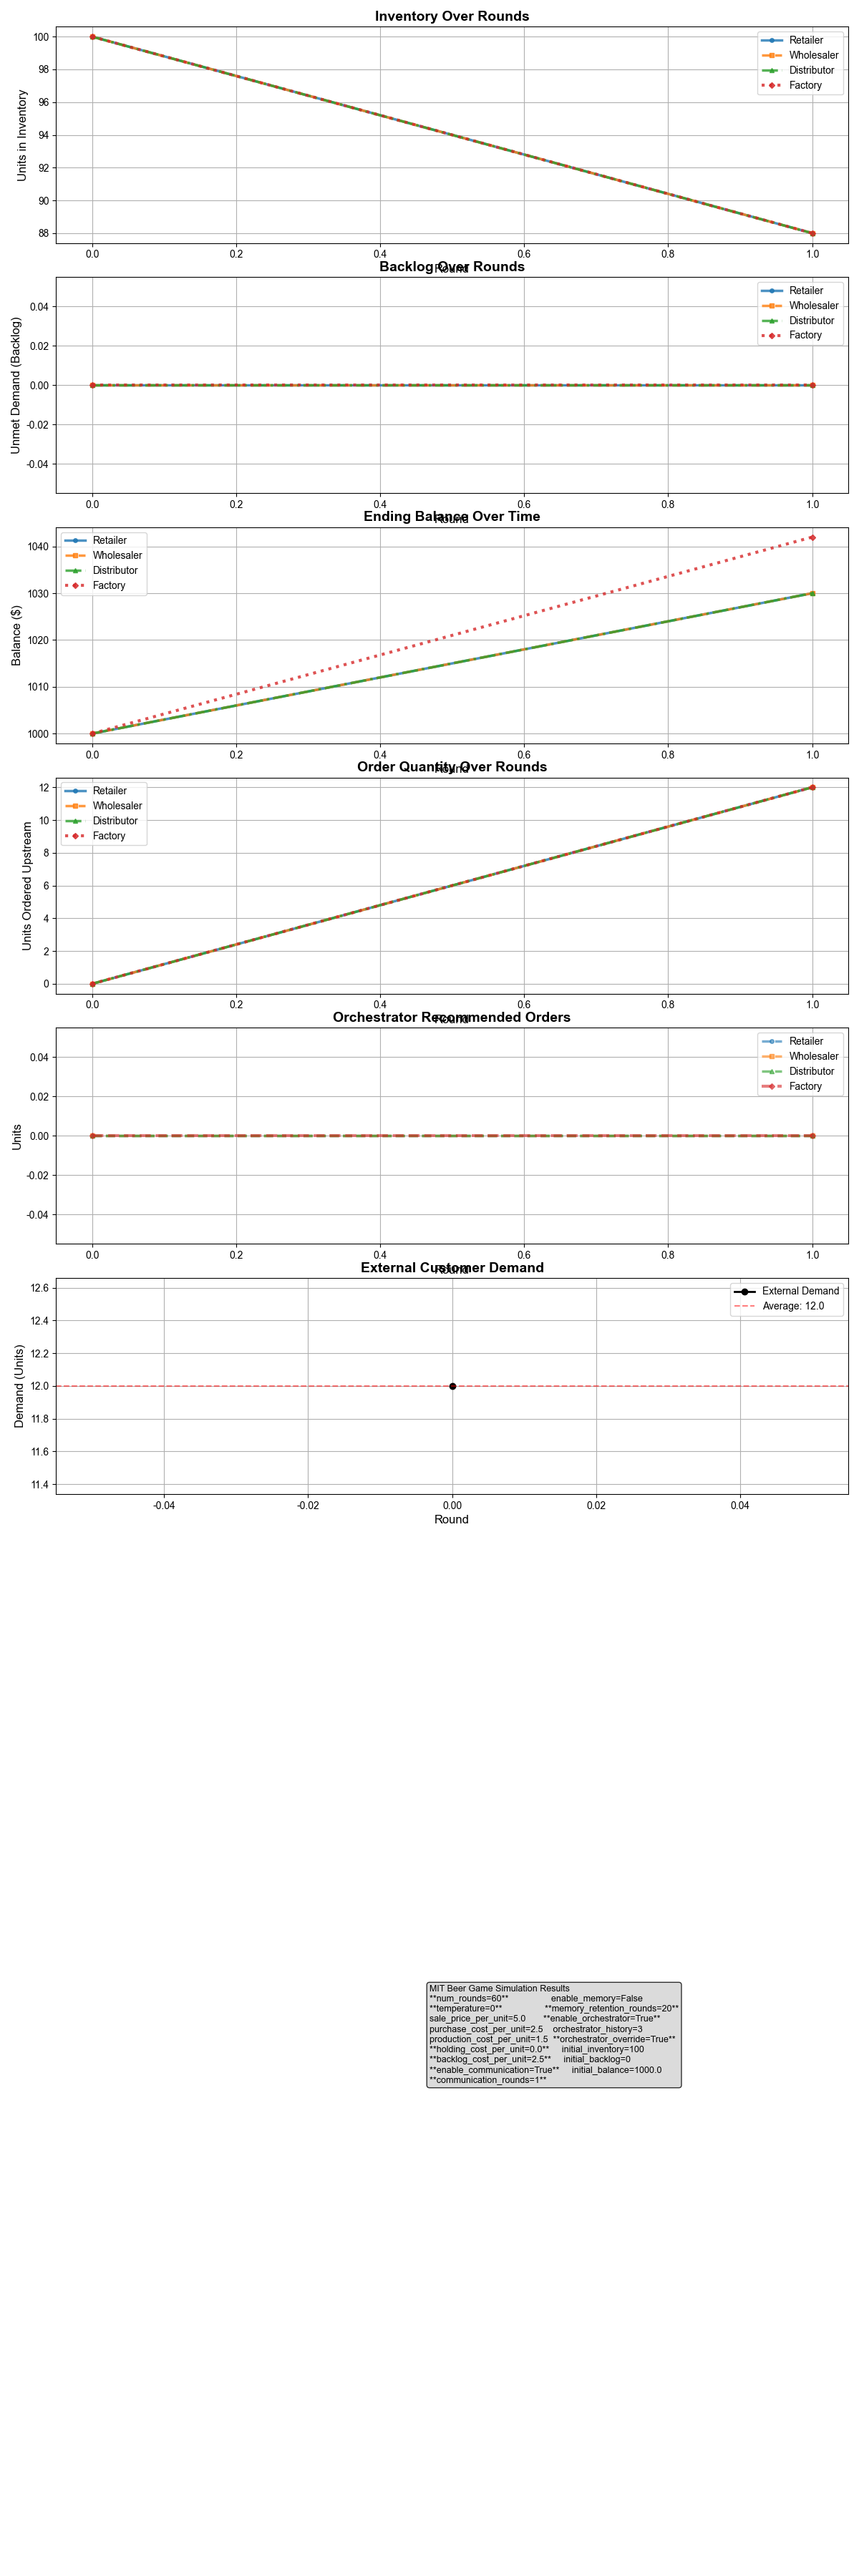 Inventory Over Rounds
Units in Inventory
100
98
96
94
92
90
88
Retailer
Wholesaler
Distributor
Factory
0.0 0.2 0.4 0.6 0.8 1.0
Round
Backlog Over Rounds
Unmet Demand (Backlog)
0.04
0.02
0.00
-0.02
-0.04
Retailer
Wholesaler
Distributor
Factory
0.0 0.2 0.4 0.6 0.8 1.0
Round
Ending Balance Over Time
Balance ($)
1040
1030
1020
1010
1000
Retailer
Wholesaler
Distributor
Factory
0.0 0.2 0.4 0.6 0.8 1.0
Round
Order Quantity Over Rounds
Units Ordered Upstream
12
10
8
6
4
2
0
Retailer
Wholesaler
Distributor
Factory
0.0 0.2 0.4 0.6 0.8 1.0
Round
Orchestrator Recommended Orders
Units
0.04
0.02
0.00
-0.02
-0.04
Retailer
Wholesaler
Distributor
Factory
0.0 0.2 0.4 0.6 0.8 1.0
Round
External Customer Demand
Demand (Units)
12.6
12.4
12.2
12.0
11.8
11.6
11.4
External Demand
Average: 12.0
-0.04 -0.02 0.00 0.02 0.04
Round
MIT Beer Game Simulation Results
**num_rounds=60** enable_memory=False
**temperature=0** **memory_retention_rounds=20**
sale_price_per_unit=5.0 **enable_orchestrator=True**
purchase_cost_per_unit=2.5 orchestrator_history=3
production_cost_per_unit=1.5 **orchestrator_override=True**
**holding_cost_per_unit=0.0** initial_inventory=100
**backlog_cost_per_unit=2.5** initial_backlog=0
**enable_communication=True** initial_balance=1000.0
**communication_rounds=1**